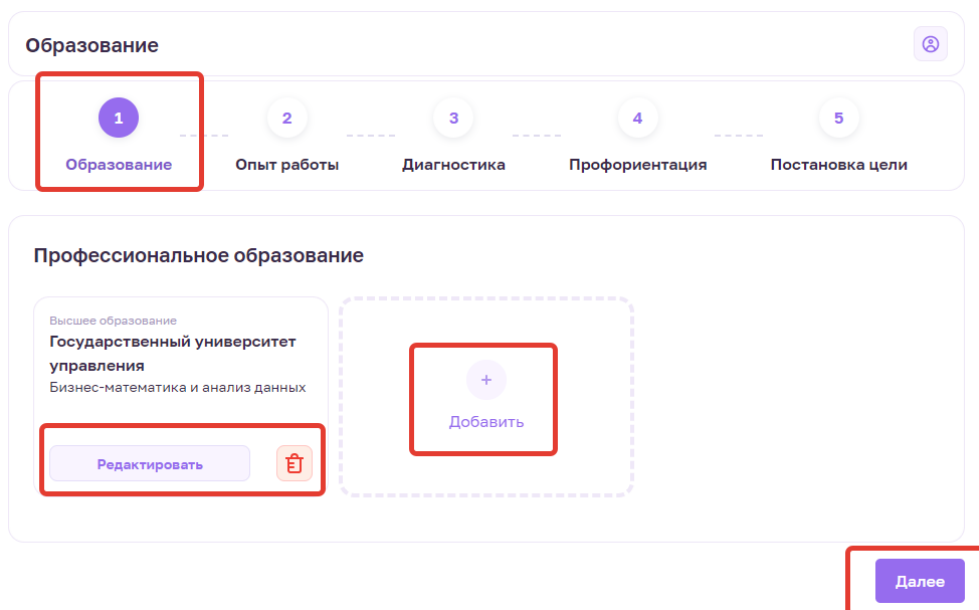 Образование
1
2
3
4
5
Образование
Опыт работы
Диагностика
Профориентация
Постановка цели
Профессиональное образование
Высшее образование
Государственный университет
управления
Бизнес-математика и анализ данных
Редактировать
+
Добавить
Далее